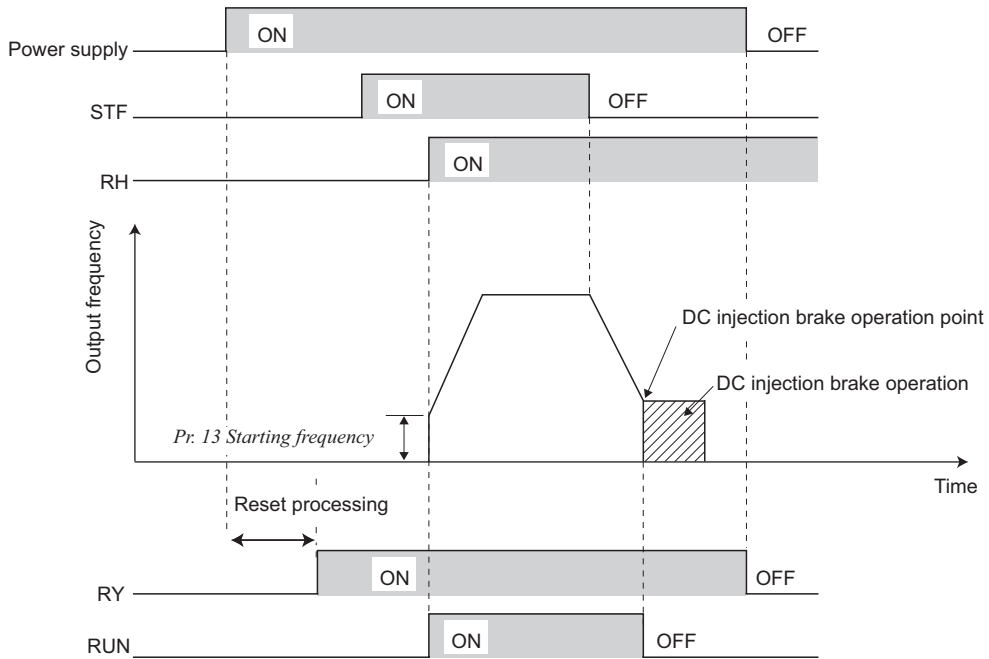 Power supply
ON
OFF
STF
ON
OFF
RH
ON
Output frequency
DC injection brake operation point
DC injection brake operation
Pr. 13 Starting frequency
Time
Reset processing
RY
ON
OFF
RUN
ON
OFF